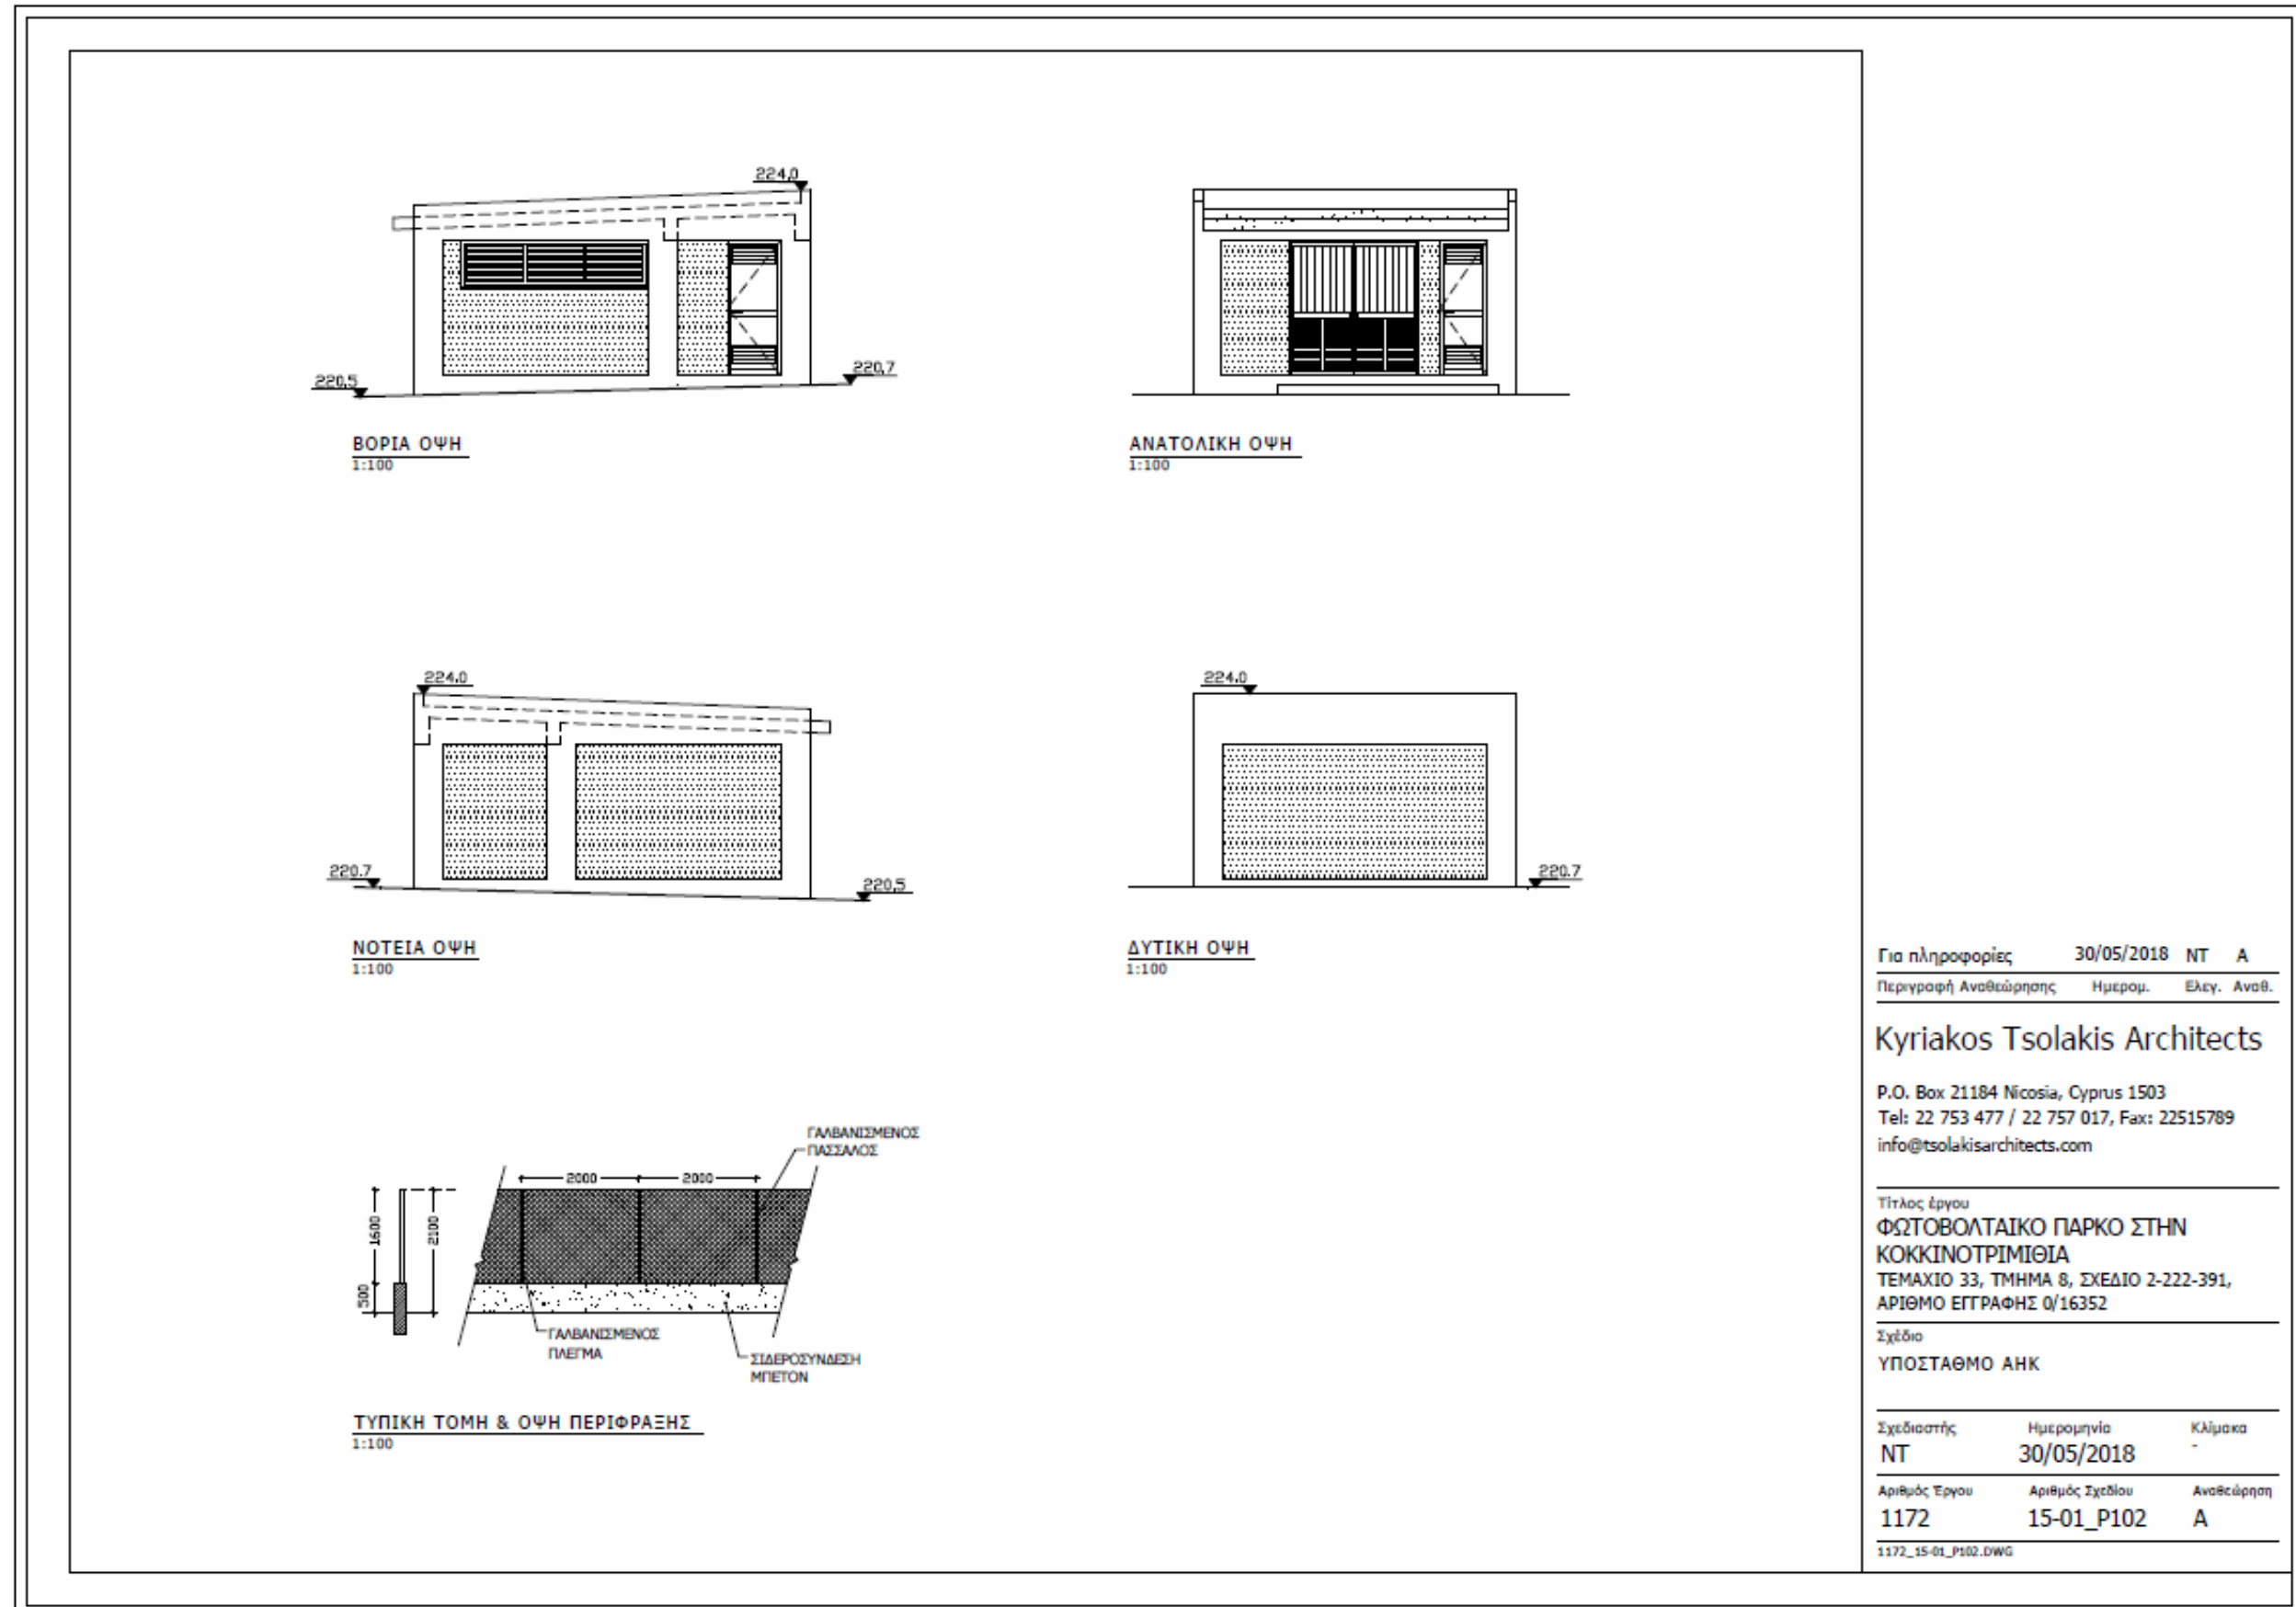 224,0
220,5
220,7
ΒΟΡΙΑ ΟΨΗ
1:100
ΑΝΑΤΟΛΙΚΗ ΟΨΗ
1:100
224.0
220.7
220,5
ΝΟΤΕΙΑ ΟΨΗ
1:100
224.0
220.7
ΔΥΤΙΚΗ ΟΨΗ
1:100
ΓΑΛΒΑΝΙΣΜΕΝΟΣ
ΠΑΣΣΑΛΟΣ
2000
2000
1600
2100
500
ΓΑΛΒΑΝΙΣΜΕΝΟΣ
ΠΛΕΓΜΑ
ΣΙΔΕΡΟΣΥΝΔΕΣΗ
ΜΠΕΤΟΝ
ΤΥΠΙΚΗ ΤΟΜΗ & ΟΨΗ ΠΕΡΙΦΡΑΞΗΣ
1:100
Για πληροφορίες 30/05/2018 ΝΤ Α
Περιγραφή Αναθεώρησης Ημερομ. Ελεγ. Αναθ.
Kyriakos Tsolakis Architects
P.O. Box 21184 Nicosia, Cyprus 1503
Tel: 22 753 477 / 22 757 017, Fax: 22515789
info@tsolakisarchitects.com
Τίτλος έργου
ΦΩΤΟΒΟΛΤΑΙΚΟ ΠΑΡΚΟ ΣΤΗΝ
ΚΟΚΚΙΝΟΤΡΙΜΙΘΙΑ
ΤΕΜΑΧΙΟ 33, ΤΜΗΜΑ 8, ΣΧΕΔΙΟ 2-222-391,
ΑΡΙΘΜΟ ΕΓΓΡΑΦΗΣ 0/16352
Σχέδιο
ΥΠΟΣΤΑΘΜΟ ΑΗΚ
Σχεδιαστής Ημερομηνία Κλίμακα
ΝΤ 30/05/2018 -
Αριθμός Έργου Αριθμός Σχεδίου Αναθεώρηση
1172 15-01_P102 Α
1172_15-01_P102.DWG